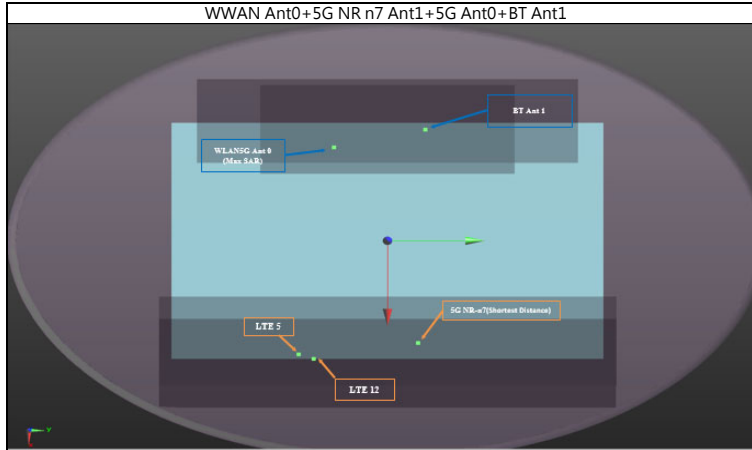 WWAN Ant0+5G NR n7 Ant1+5G Ant0+BT Ant1
BT Ant 1
WLAN5G Ant 0
(Max SAR)
5G NR-n7(Shortest Distance)
LTE 5
LTE 12
Y